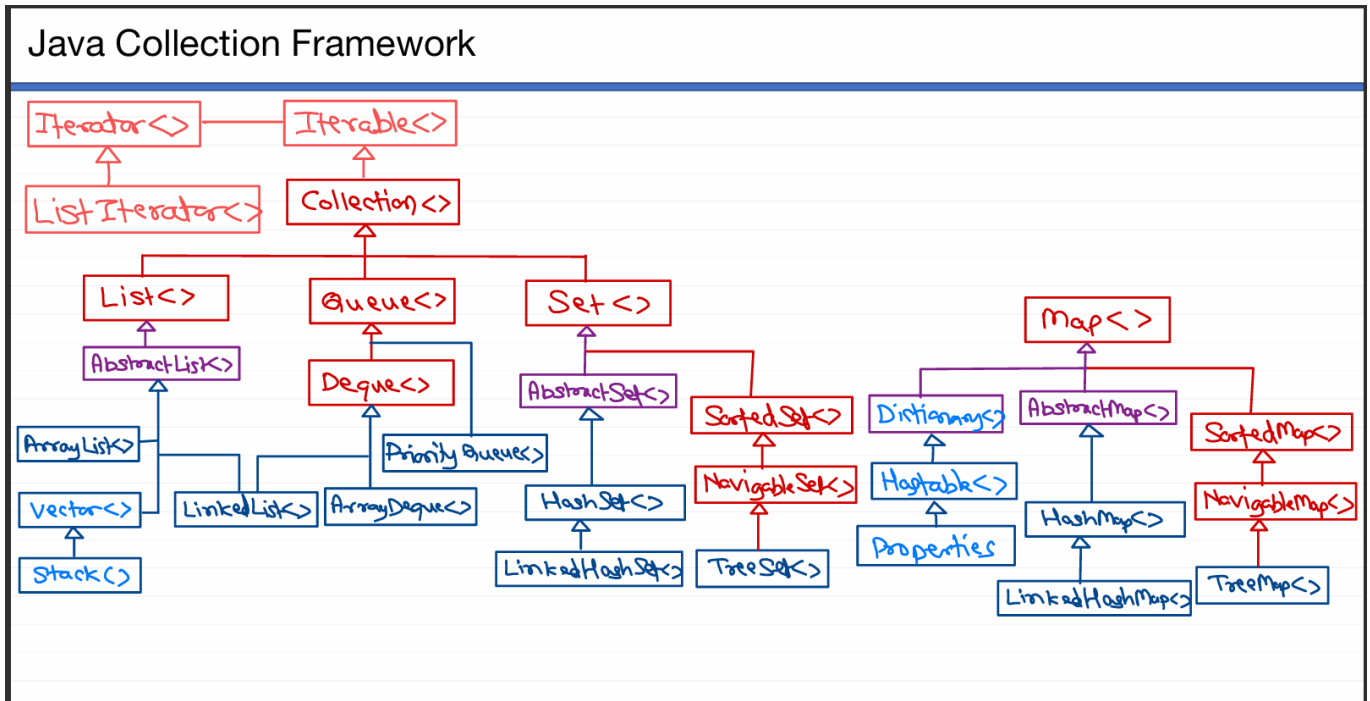 Java Collection Framework
Iterator<>
Iterable<>
ListIterator<>
Collection<>
List<>
Queue<>
Set<>
Map<>
AbstractList<>
Deque<>
AbstractSet<>
SortedSet<>
Dictionary<>
AbstractMap<>
SortedMap<>
ArrayList<>
PriorityQueue<>
NavigableSet<>
Hastable<>
NavigableMap<>
Vector<>
LinkedList<>
ArrayDeque<>
HashSet<>
HashMap<>
Stack<>
LinkedHashSet<>
TreeSet<>
Properties
LinkedHashMap<>
TreeMap<>